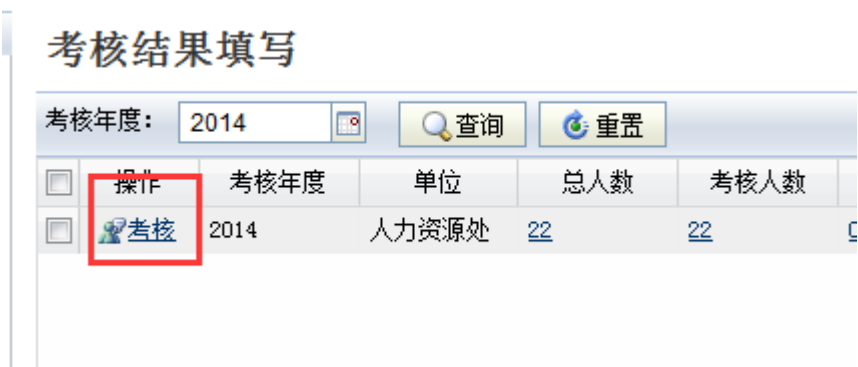 考核结果填写
考核年度： 2014 查询 重置
操作 考核年度 单位 总人数 考核人数
考核 2014 人力资源处 22 22